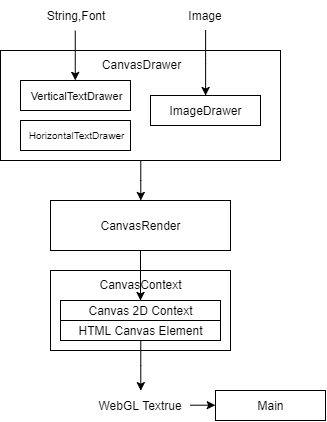 String,Font
Image
CanvasDrawer
VerticalTextDrawer
ImageDrawer
HorizontalTextDrawer
CanvasRender
CanvasContext
Canvas 2D Context
HTML Canvas Element
WebGL Textrue
Main